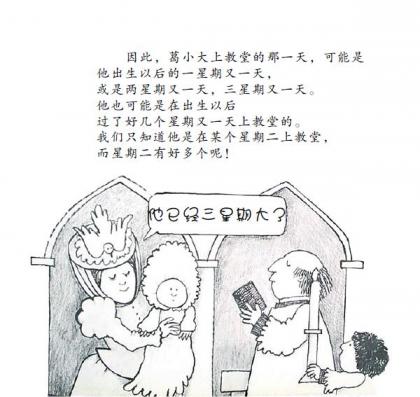 因此，葛小大上教堂的那一天，可能是
他出生以后的一星期又一天，
或是两星期又一天，三星期又一天。
他也可能是在出生以后
过了好几个星期又一天上教堂的。
我们只知道他是在某个星期二上教堂，
而星期二有好多个呢！
他已经三星期大？